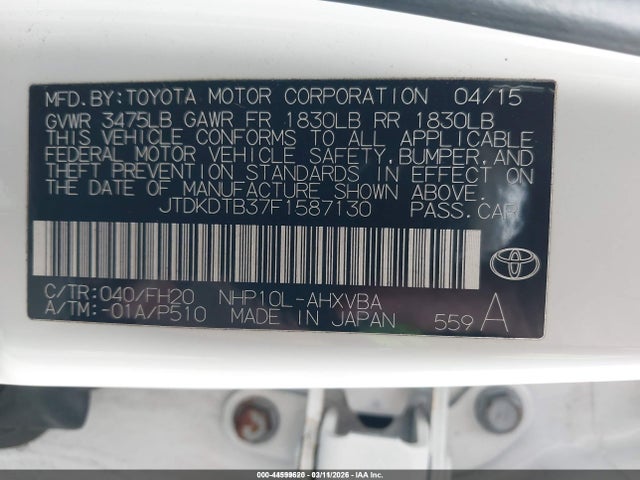 MFD.BY:TOYOTA MOTOR CORPORATION 04/15
GVWR 3475LB GAWR FR 1830LB RR 1830LB
THIS VEHICLE CONFORMS TO ALL APPLICABLE
FEDERAL MOTOR VEHICLE SAFETY, BUMPER, AND
THEFT PREVENTION STANDARDS IN EFFECT ON
THE DATE OF MANUFACTURE SHOWN ABOVE.
JTDKDTB37F1587130 PASS.CAR
C/TR:040/FH20 NHP10L-AHXVBA
A/TM:-01A/P510 MADE IN JAPAN 559 A
TOYOTA
000-44599620 - 03/11/2026 - IAAI.com